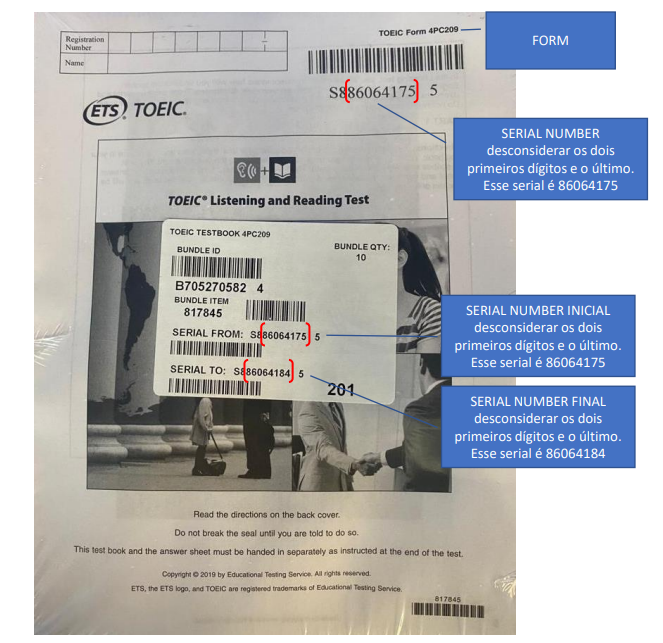 TOEIC Form 4PC209
FORM
Registration
Number
Name
S886064175 5
ETS® TOEIC®
SERIAL NUMBER
desconsiderar os dois
primeiros dígitos e o último.
Esse serial é 86064175
TOEIC® Listening and Reading Test
TOEIC TESTBOOK 4PC209
BUNDLE ID
BUNDLE QTY:
10
B705270582 4
BUNDLE ITEM
817845
SERIAL FROM: S886064175 5
SERIAL NUMBER INICIAL
desconsiderar os dois
primeiros dígitos e o último.
Esse serial é 86064175
SERIAL TO: S886064184 5
201
SERIAL NUMBER FINAL
desconsiderar os dois
primeiros dígitos e o último.
Esse serial é 86064184
Read the directions on the back cover.
Do not break the seal until you are told to do so.
This test book and the answer sheet must be handed in separately as instructed at the end of the test.
Copyright © 2019 by Educational Testing Service. All rights reserved.
ETS, the ETS logo, and TOEIC are registered trademarks of Educational Testing Service.
817845